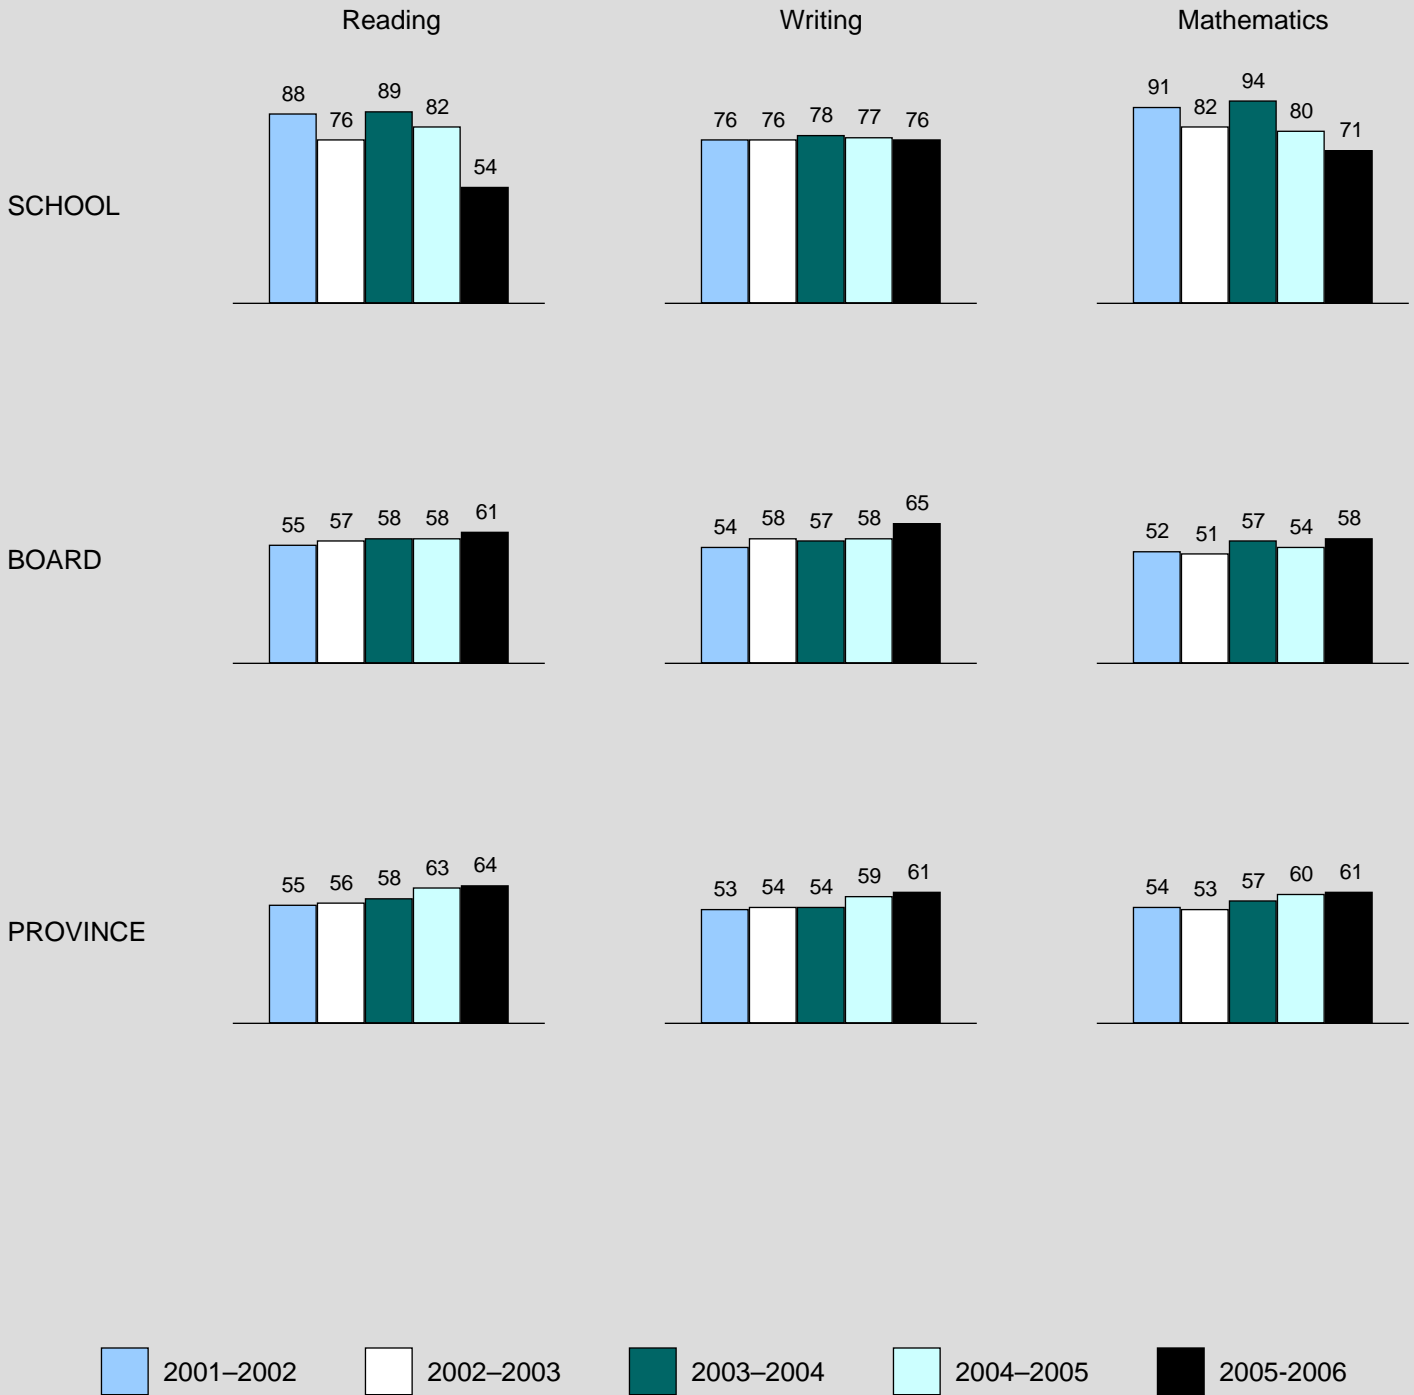 Reading Writing Mathematics
88 76 89 82 54
76 76 78 77 76
91 82 94 80 71
SCHOOL
55 57 58 58 61
54 58 57 58 65
52 51 57 54 58
BOARD
55 56 58 63 64
53 54 54 59 61
54 53 57 60 61
PROVINCE
2001–2002 2002–2003 2003–2004 2004–2005 2005-2006